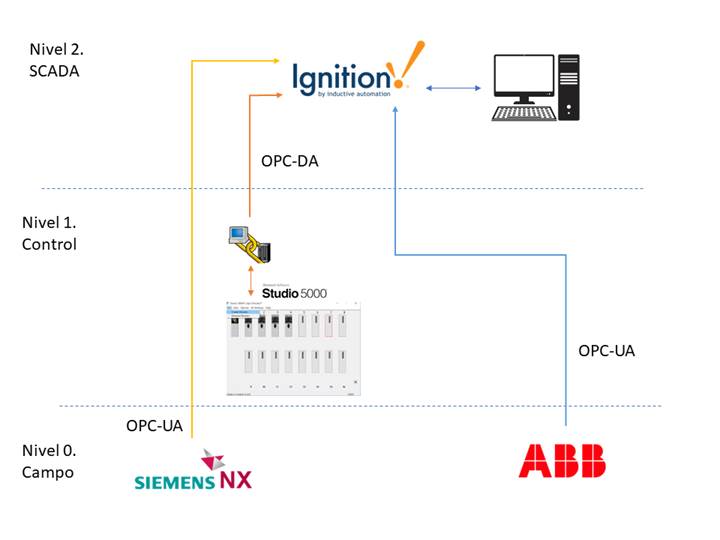 Nivel 2.
SCADA
Ignition!
by inductive automation
OPC-DA
Nivel 1.
Control
Studio 5000
OPC-UA
OPC-UA
Nivel 0.
Campo
SIEMENS NX
ABB